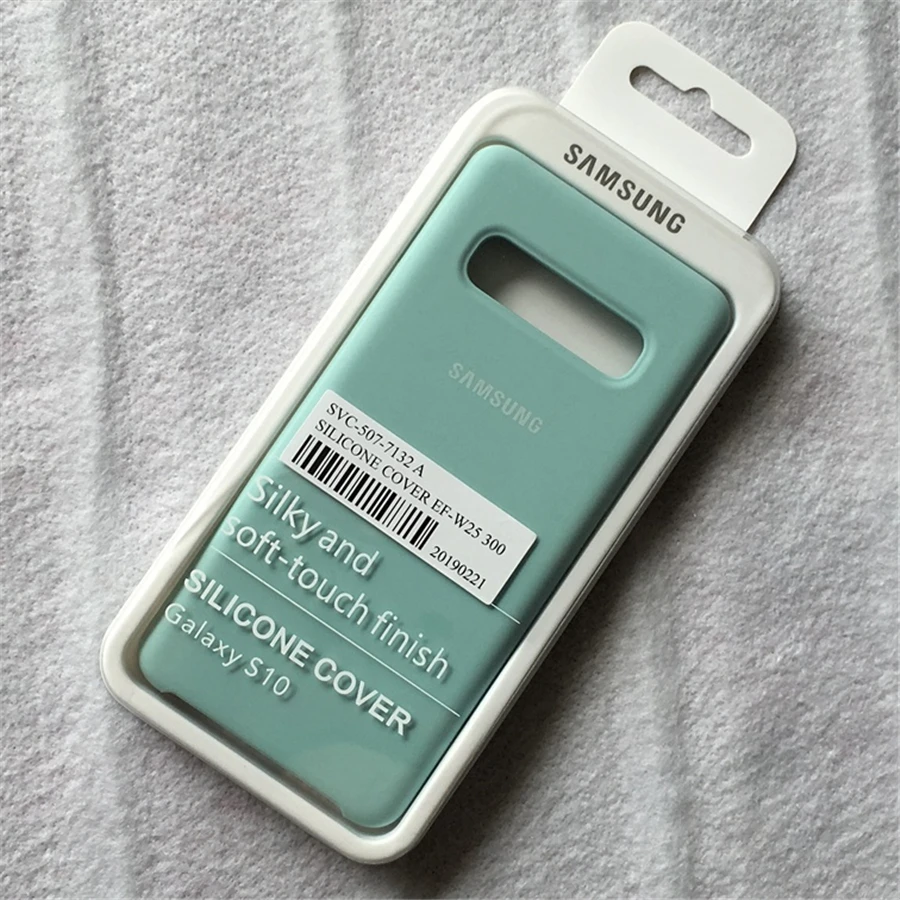 SAMSUNG
SAMSUNG
SVC-507-7132 A
SILICONE COVER EF-W25 300
20190221
Silky and
soft-touch finish
SILICONE COVER
Galaxy S10